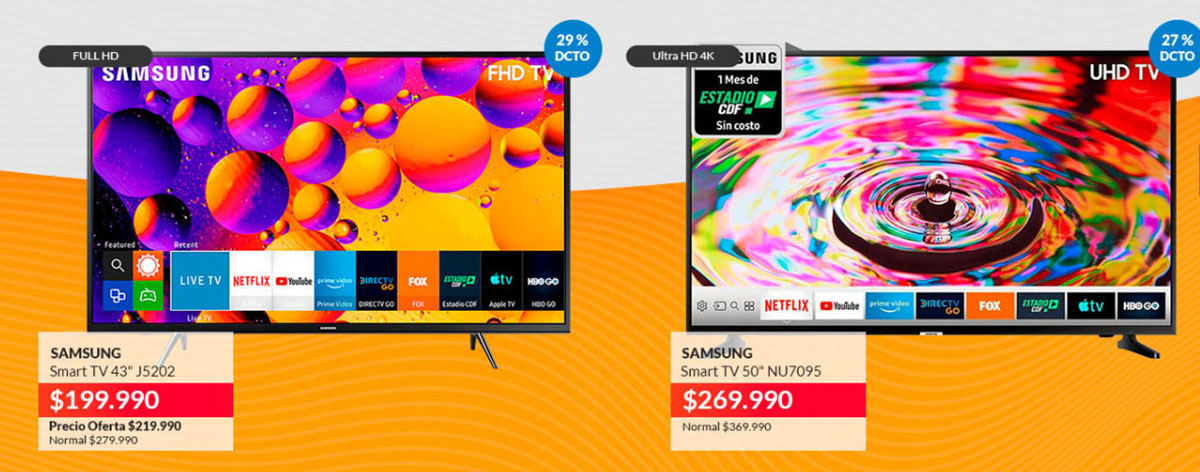 FULL HD
29 %
DCTO
SAMSUNG
FHD TV
Featured
Recent
LIVE TV
NETFLIX
YouTube
prime video
DIRECTV
GO
FOX
ESTADIO
CDF
tv
HBO GO
Prime Video
DIRECTV GO
FOX
Estadio CDF
Apple TV
HBO GO
Live TV
SAMSUNG
SAMSUNG
Smart TV 43" J5202
$199.990
Precio Oferta $219.990
Normal $279.990
Ultra HD 4K
27 %
DCTO
SUNG
1 Mes de
ESTADIO
CDF
Sin costo
UHD TV
NETFLIX
YouTube
prime video
DIRECTV
GO
FOX
ESTADIO
CDF
tv
HBO GO
SAMSUNG
Smart TV 50" NU7095
$269.990
Normal $369.990